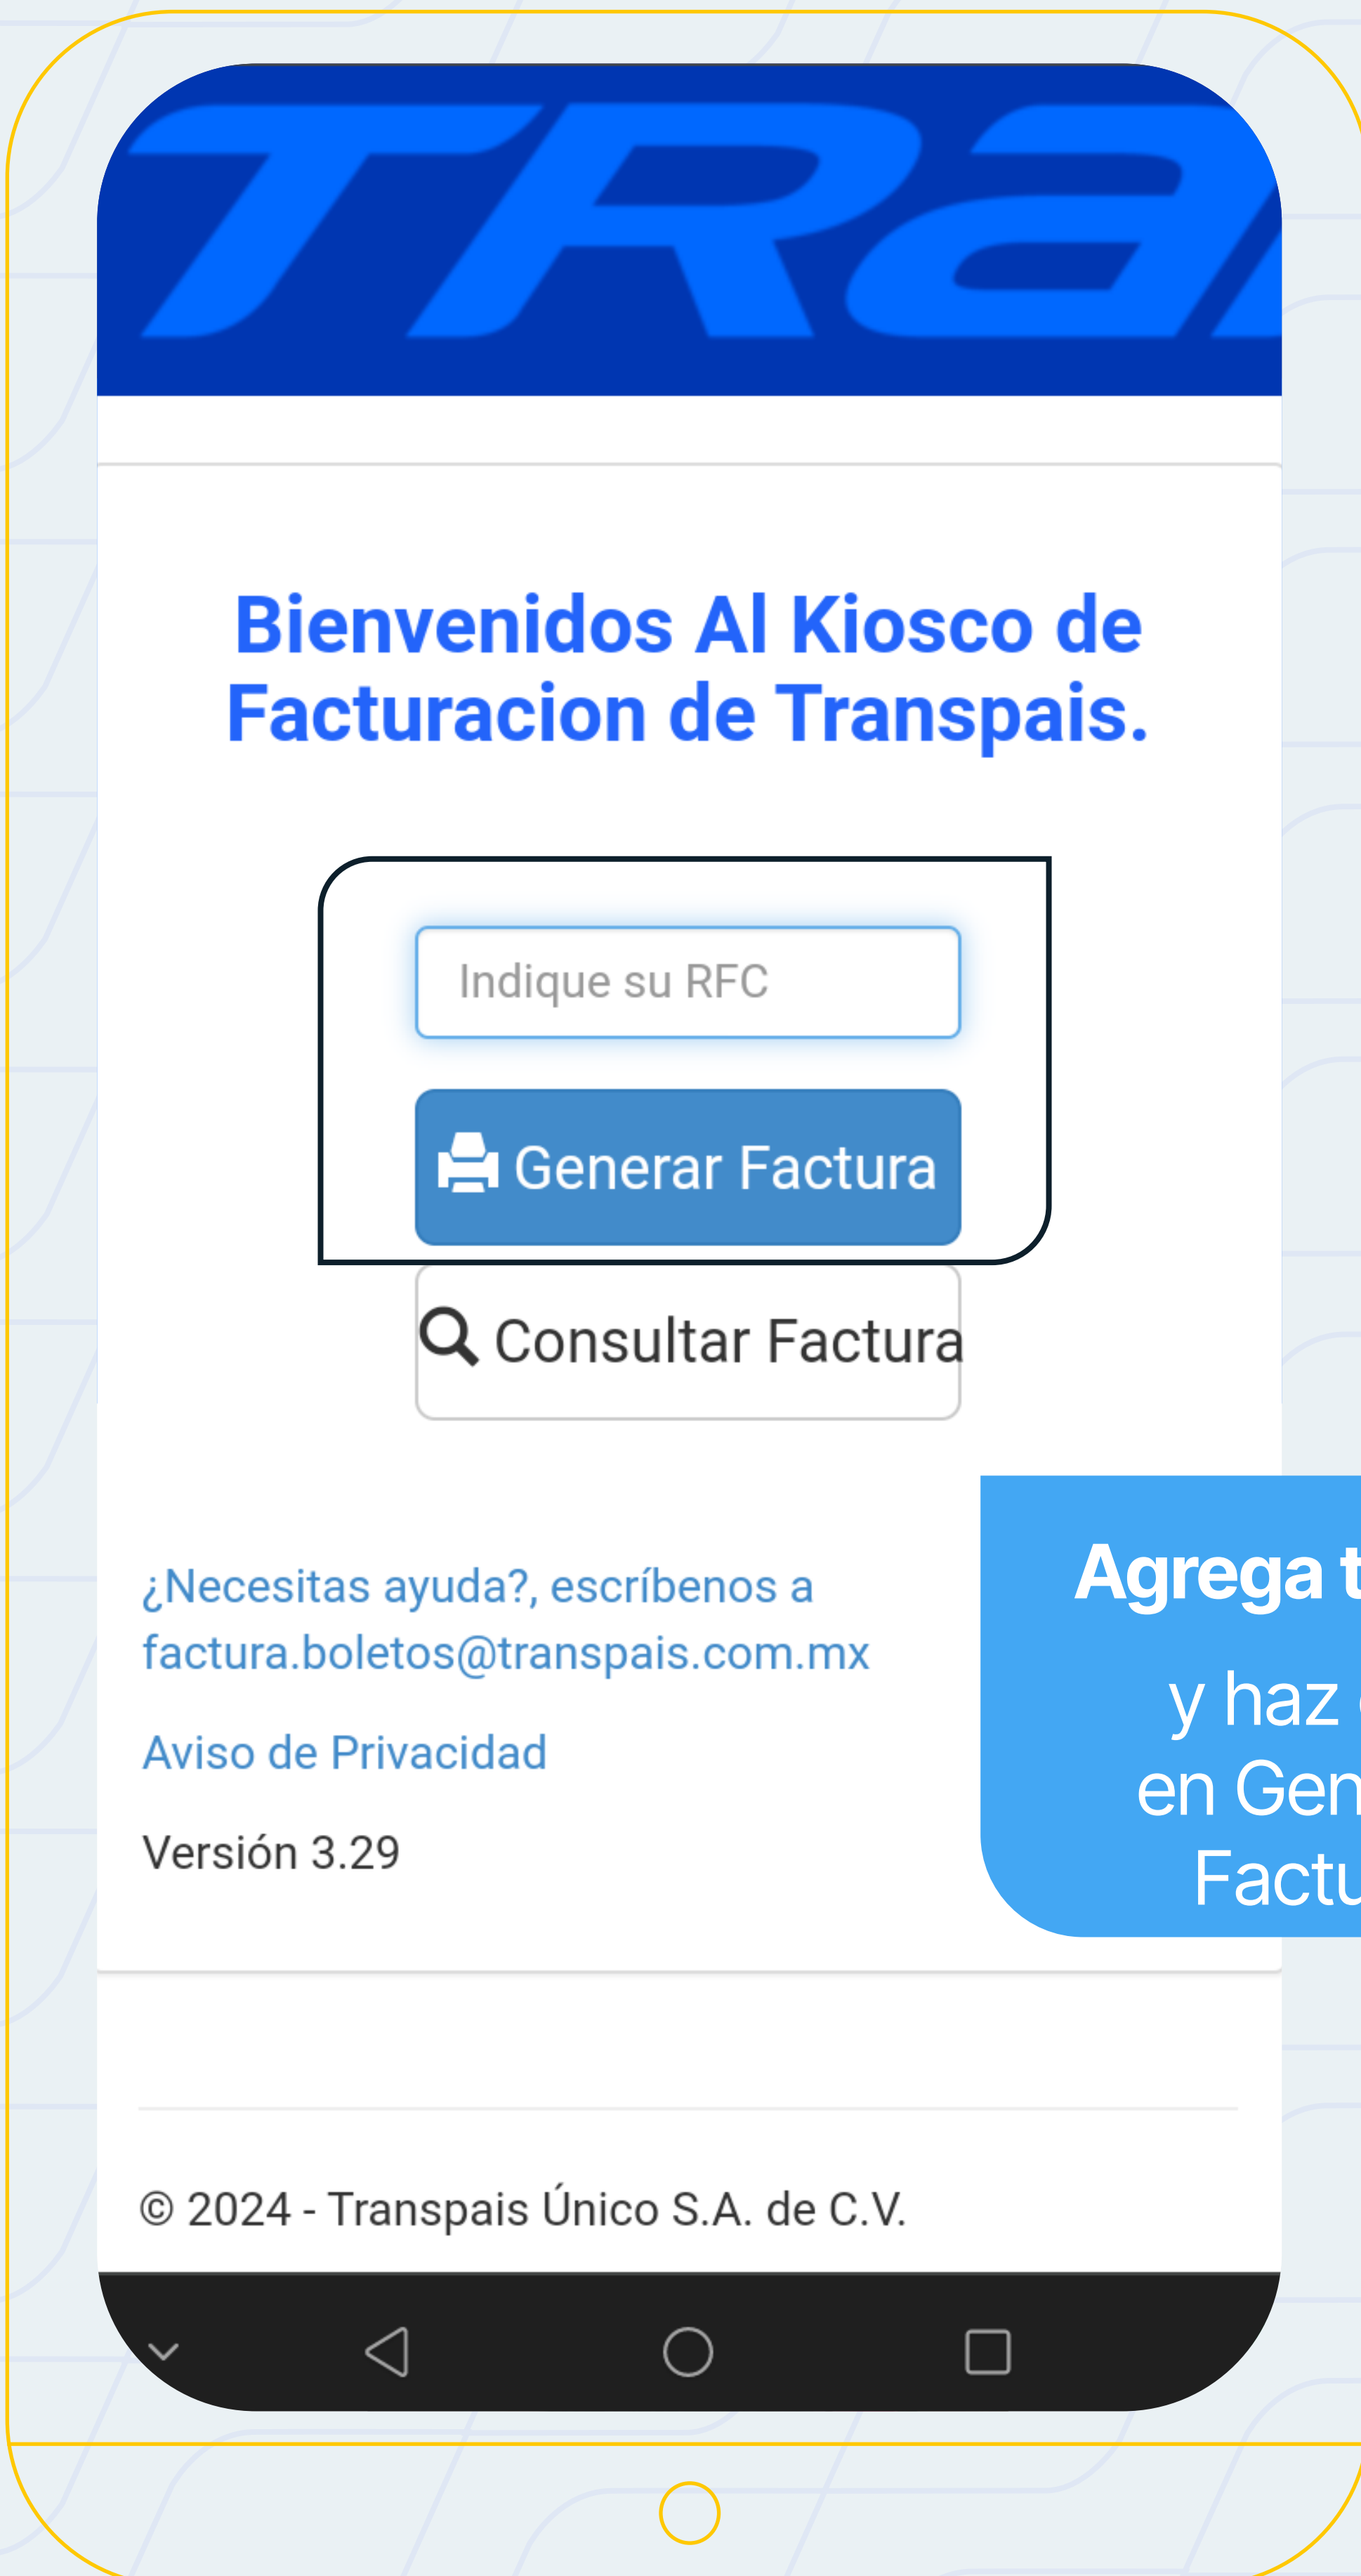 TRa
Bienvenidos Al Kiosco de
Facturacion de Transpais.
Indique su RFC
Generar Factura
Consultar Factura
¿Necesitas ayuda?, escríbenos a
factura.boletos@transpais.com.mx
Aviso de Privacidad
Versión 3.29
Agrega t
y haz
en Gen
Factu
© 2024 - Transpais Único S.A. de C.V.